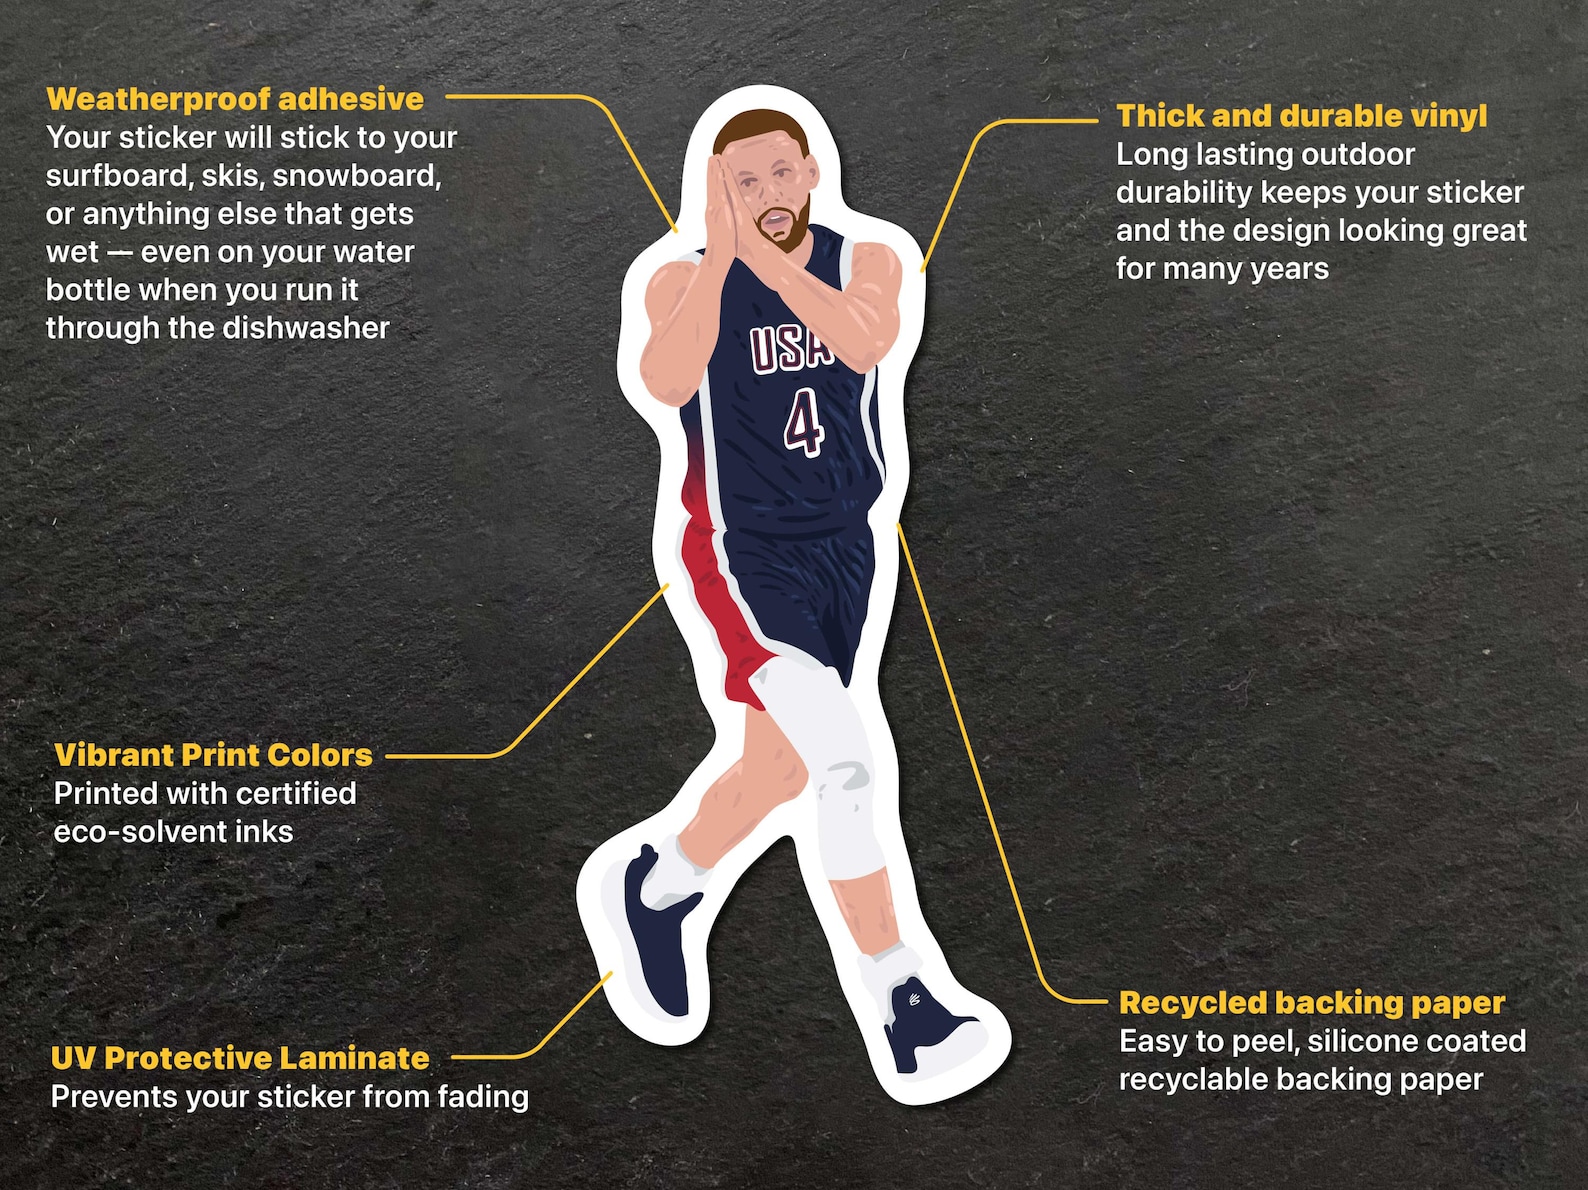 Weatherproof adhesive
Your sticker will stick to your
surfboard, skis, snowboard,
or anything else that gets
wet — even on your water
bottle when you run it
through the dishwasher
Thick and durable vinyl
Long lasting outdoor
durability keeps your sticker
and the design looking great
for many years
USA
4
Vibrant Print Colors
Printed with certified
eco-solvent inks
UV Protective Laminate
Prevents your sticker from fading
Recycled backing paper
Easy to peel, silicone coated
recyclable backing paper